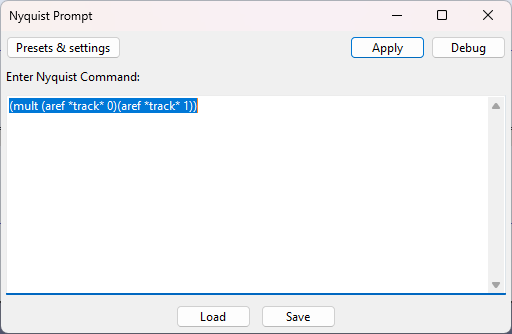 Nyquist Prompt
Presets & settings
Apply
Debug
Enter Nyquist Command:
(mult (aref *track* 0)(aref *track* 1))
Load
Save